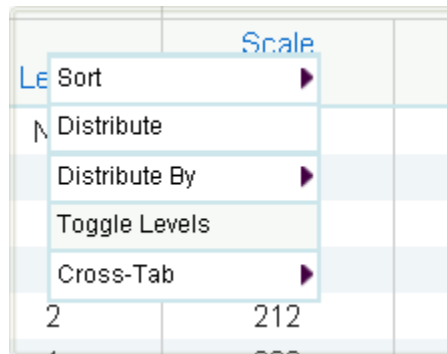 Scale
Sort
Distribute
Distribute By
Toggle Levels
Cross-Tab
2 212